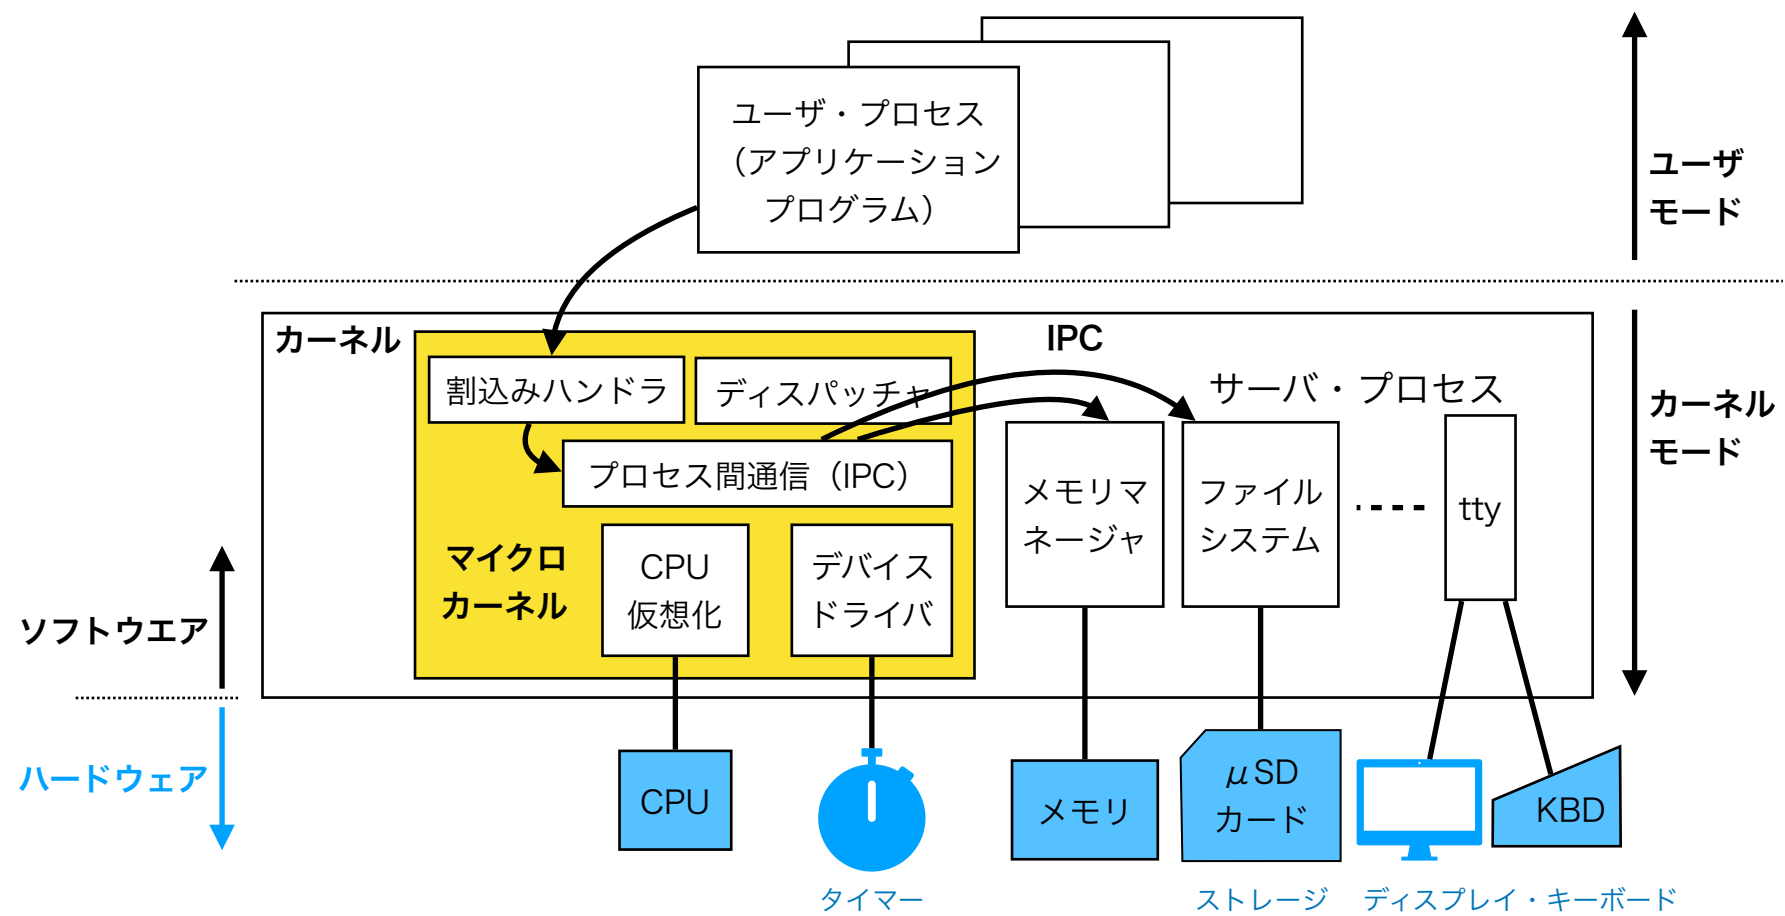 ユーザ・プロセス
（アプリケーション
プログラム）
ユーザ
モード
カーネル
IPC
割込みハンドラ
ディスパッチャ
サーバ・プロセス
カーネル
モード
プロセス間通信（IPC）
メモリマ
ネージャ
ファイル
システム
tty
マイクロ
カーネル
CPU
仮想化
デバイス
ドライバ
ソフトウエア
ハードウェア
CPU
メモリ
μSD
カード
KBD
タイマー
ストレージ
ディスプレイ・キーボード